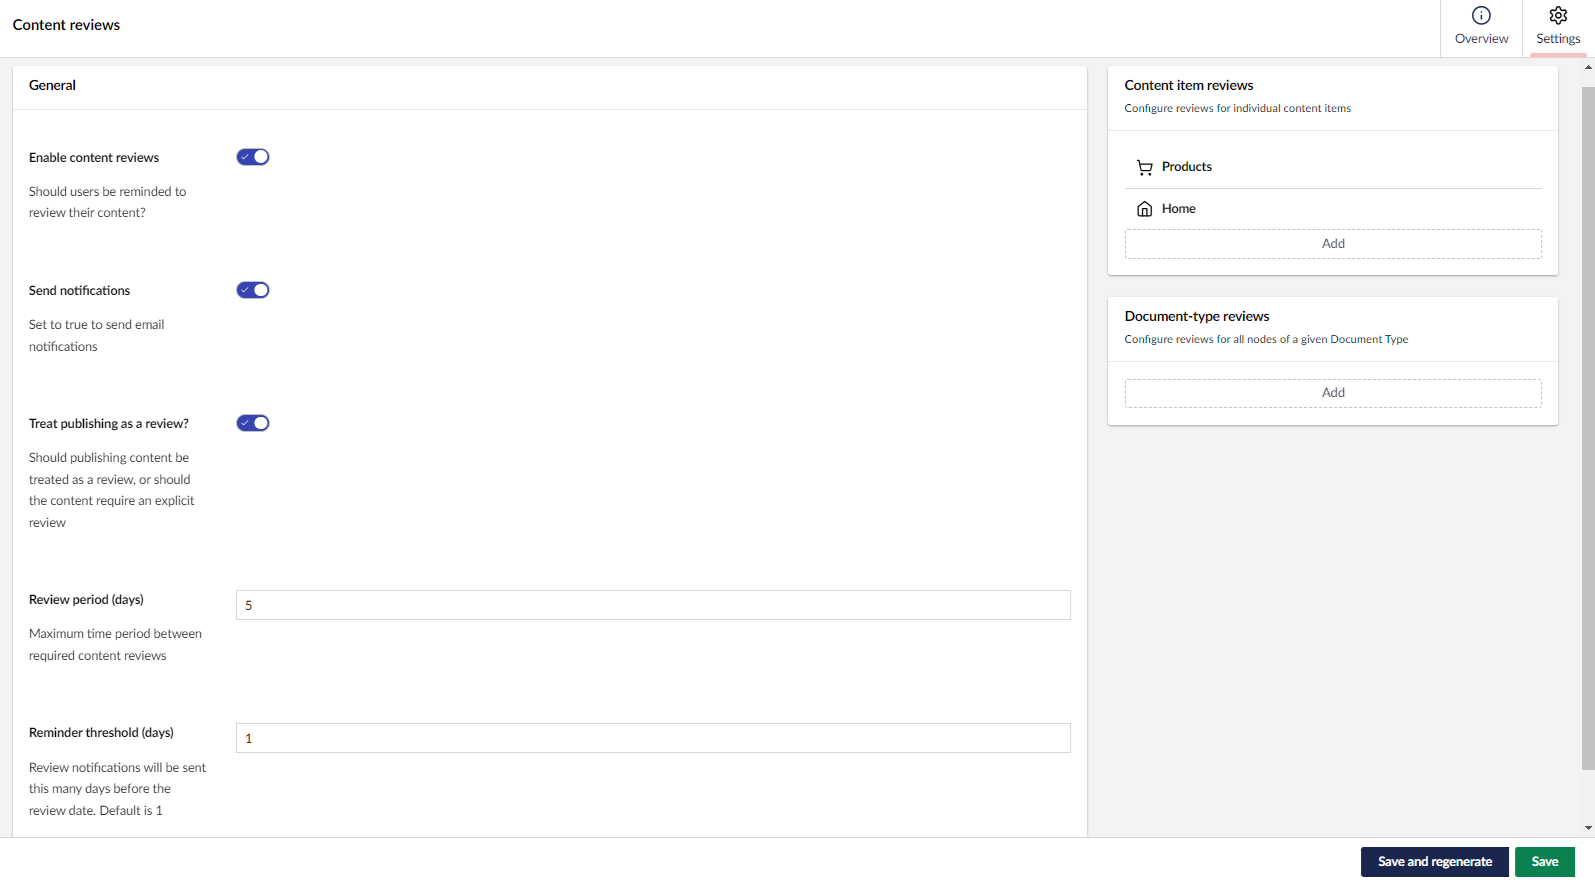 Content reviews
Overview
Settings
General
Enable content reviews
Should users be reminded to
review their content?
Send notifications
Set to true to send email
notifications
Treat publishing as a review?
Should publishing content be
treated as a review, or should
the content require an explicit
review
Review period (days)
5
Maximum time period between
required content reviews
Reminder threshold (days)
1
Review notifications will be sent
this many days before the
review date. Default is 1
Content item reviews
Configure reviews for individual content items
Products
Home
Add
Document-type reviews
Configure reviews for all nodes of a given Document Type
Add
Save and regenerate
Save